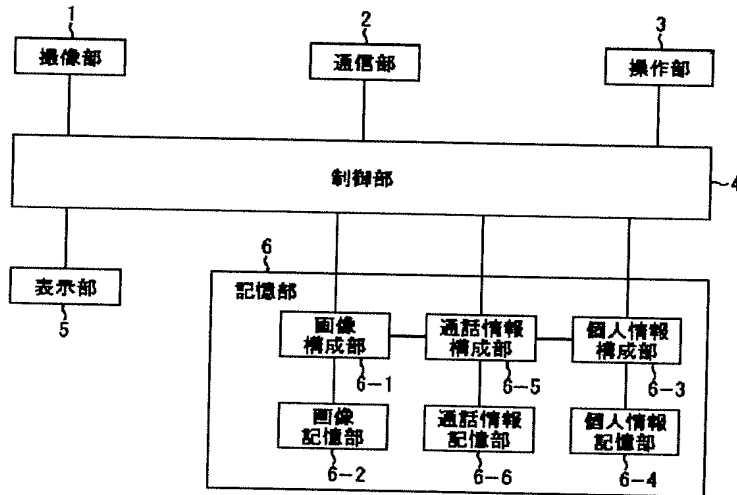 1
撮像部
2
通信部
3
操作部
制御部
4
表示部
5
6
記憶部
画像
構成部
6-1
通話情報
構成部
6-5
個人情報
構成部
6-3
画像
記憶部
6-2
通話情報
記憶部
6-6
個人情報
記憶部
6-4